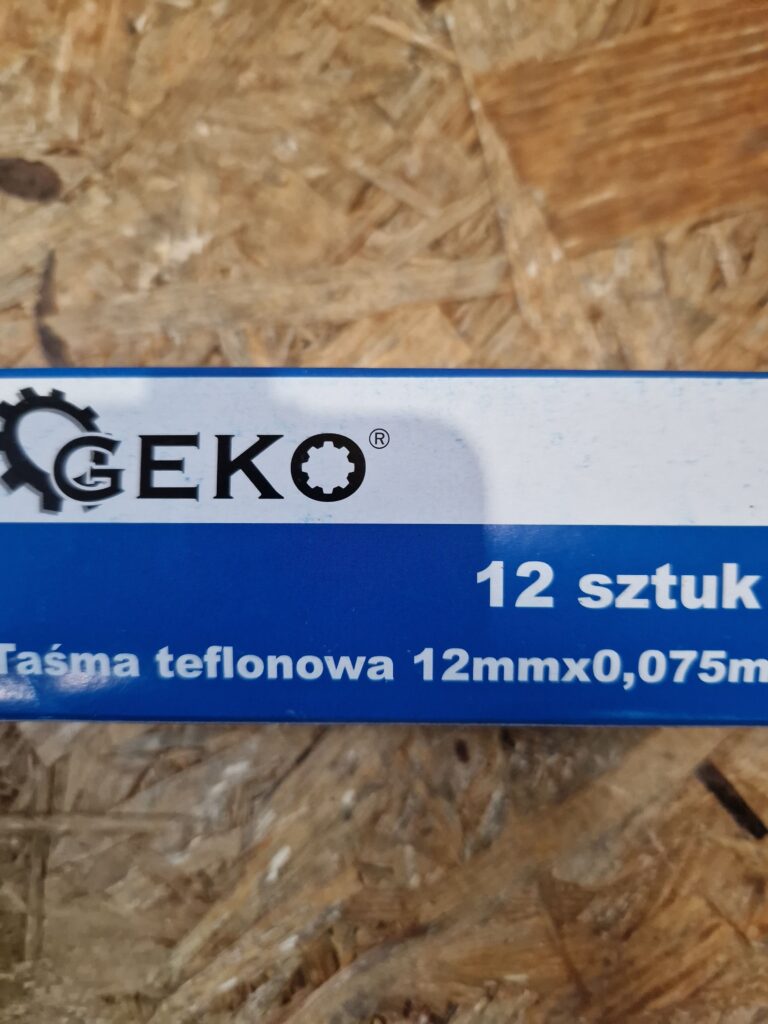 GEKO®
12 sztuk
Taśma teflonowa 12mmx0,075m